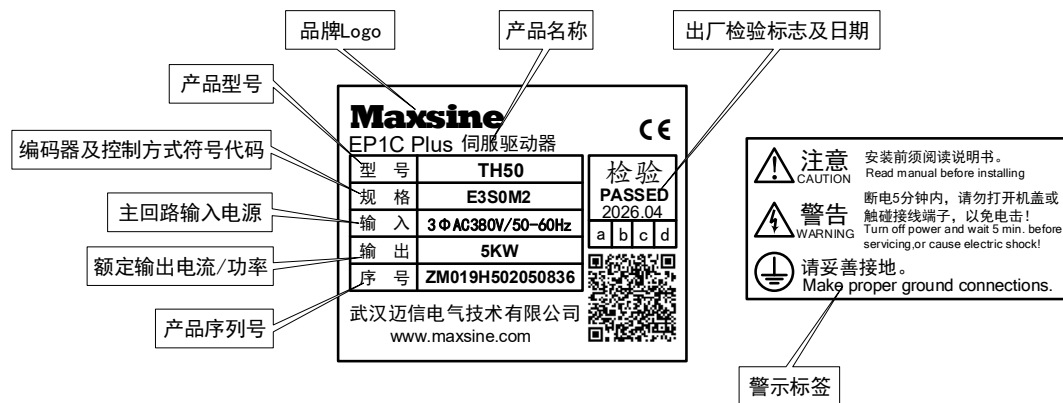 品牌Logo
产品名称
出厂检验标志及日期
产品型号
编码器及控制方式符号代码
主回路输入电源
额定输出电流/功率
产品序列号
Maxsine
EP1C Plus 伺服驱动器
CE
型 号 TH50
规 格 E3S0M2
输 入 3ΦAC380V/50-60Hz
输 出 5KW
序 号 ZM019H502050836
检验
PASSED
2026.04
a b c d
武汉迈信电气技术有限公司
www.maxsine.com
注意
CAUTION
安装前须阅读说明书。
Read manual before installing
警告
WARNING
断电5分钟内，请勿打开机盖或
触碰接线端子，以免电击！
Turn off power and wait 5 min. before
servicing,or cause electric shock!
请妥善接地。
Make proper ground connections.
警示标签